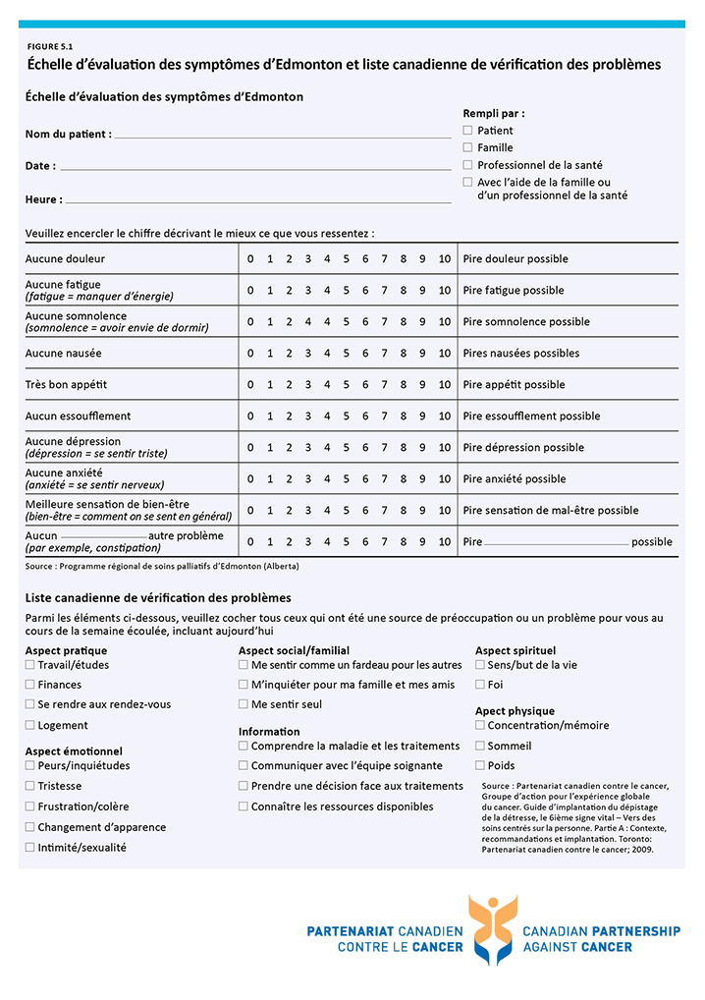 FIGURE 5.1
Échelle d’évaluation des symptômes d’Edmonton et liste canadienne de vérification des problèmes
Échelle d’évaluation des symptômes d’Edmonton
Nom du patient :
Date :
Heure :
Rempli par :
Patient
Famille
Professionnel de la santé
Avec l’aide de la famille ou
d’un professionnel de la santé
Veuillez encercler le chiffre décrivant le mieux ce que vous ressentez :
Aucune douleur 0 1 2 3 4 5 6 7 8 9 10 Pire douleur possible
Aucune fatigue
(fatigue = manquer d’énergie) 0 1 2 3 4 5 6 7 8 9 10 Pire fatigue possible
Aucune somnolence
(somnolence = avoir envie de dormir) 0 1 2 4 4 5 6 7 8 9 10 Pire somnolence possible
Aucune nausée 0 1 2 3 4 5 6 7 8 9 10 Pires nausées possibles
Très bon appétit 0 1 2 3 4 5 6 7 8 9 10 Pire appétit possible
Aucun essoufflement 0 1 2 3 4 5 6 7 8 9 10 Pire essoufflement possible
Aucune dépression
(dépression = se sentir triste) 0 1 2 3 4 5 6 7 8 9 10 Pire dépression possible
Aucune anxiété
(anxiété = se sentir nerveux) 0 1 2 3 4 5 6 7 8 9 10 Pire anxiété possible
Meilleure sensation de bien-être
(bien-être = comment on se sent en général) 0 1 2 3 4 5 6 7 8 9 10 Pire sensation de mal-être possible
Aucun autre problème
(par exemple, constipation) 0 1 2 3 4 5 6 7 8 9 10 Pire possible
Source : Programme régional de soins palliatifs d’Edmonton (Alberta)
Liste canadienne de vérification des problèmes
Parmi les éléments ci-dessous, veuillez cocher tous ceux qui ont été une source de préoccupation ou un problème pour vous au
cours de la semaine écoulée, incluant aujourd’hui
Aspect pratique
Travail/études
Finances
Se rendre aux rendez-vous
Logement
Aspect émotionnel
Peurs/inquiétudes
Tristesse
Frustration/colère
Changement d’apparence
Intimité/sexualité
Aspect social/familial
Me sentir comme un fardeau pour les autres
M’inquiéter pour ma famille et mes amis
Me sentir seul
Information
Comprendre la maladie et les traitements
Communiquer avec l’équipe soignante
Prendre une décision face aux traitements
Connaître les ressources disponibles
Aspect spirituel
Sens/but de la vie
Foi
Apect physique
Concentration/mémoire
Sommeil
Poids
Source : Partenariat canadien contre le cancer,
Groupe d’action pour l’expérience globale
du cancer. Guide d’implantation du dépistage
de la détresse, le 6ième signe vital – Vers des
soins centrés sur la personne. Partie A : Contexte,
recommandations et implantation. Toronto:
Partenariat canadien contre le cancer; 2009.
PARTENARIAT CANADIEN
CONTRE LE CANCER
CANADIAN PARTNERSHIP
AGAINST CANCER